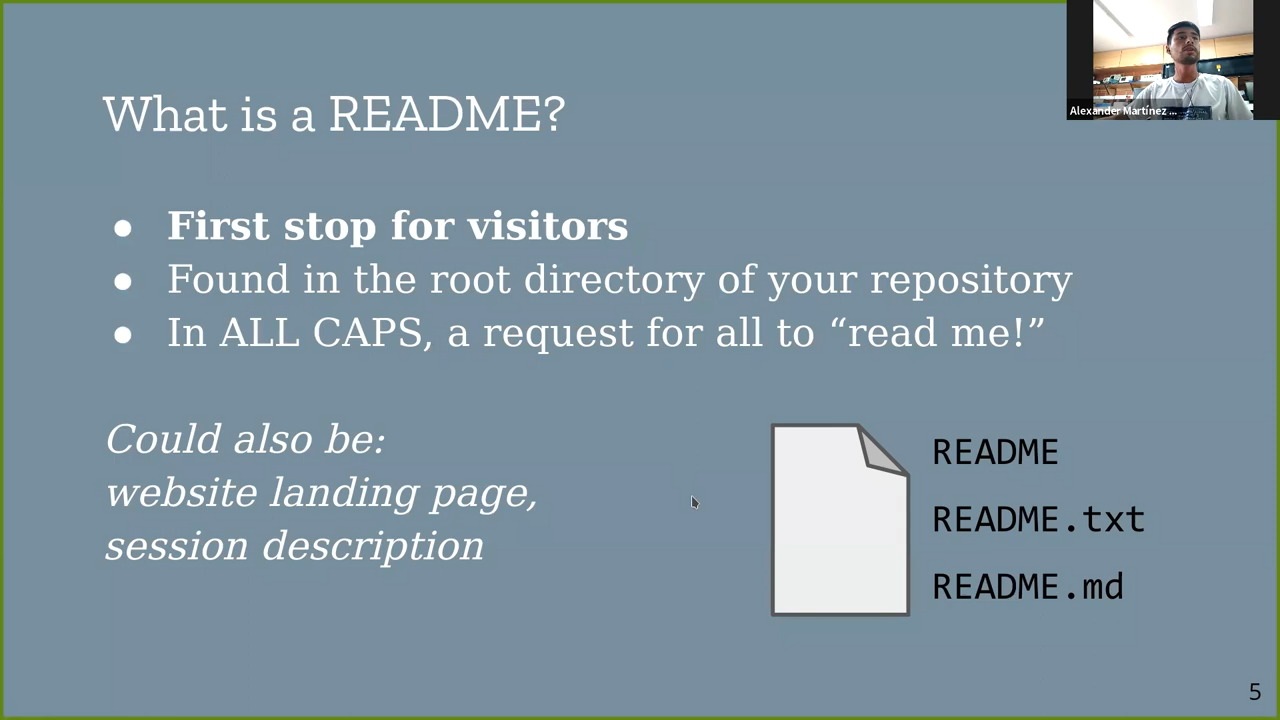 What is a README?
● First stop for visitors
● Found in the root directory of your repository
● In ALL CAPS, a request for all to “read me!”
Could also be:
website landing page,
session description
README
README.txt
README.md
Alexander Martínez ...
5